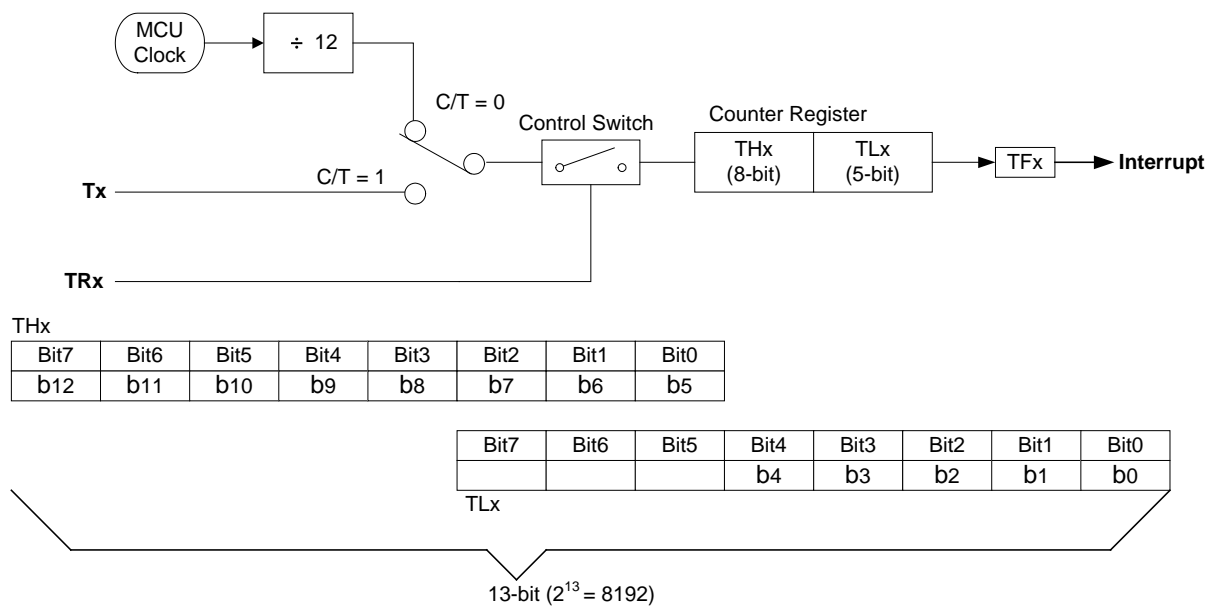 MCU
Clock
÷ 12
C/T = 0
Control Switch
Counter Register
THx
(8-bit)
TLx
(5-bit)
TFx
Interrupt
C/T = 1
Tx
TRx
THx
Bit7 Bit6 Bit5 Bit4 Bit3 Bit2 Bit1 Bit0
b12 b11 b10 b9 b8 b7 b6 b5
Bit7 Bit6 Bit5 Bit4 Bit3 Bit2 Bit1 Bit0
b4 b3 b2 b1 b0
TLx
13-bit (2¹³ = 8192)